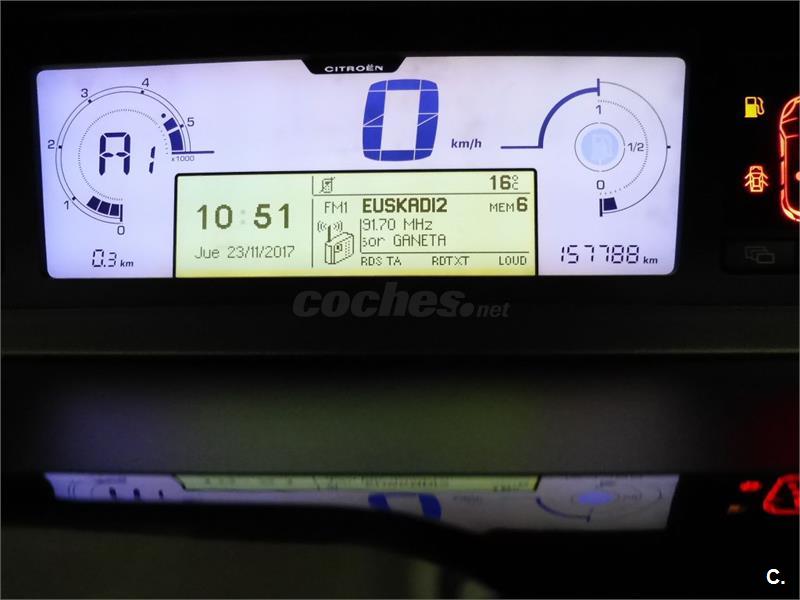 CITROËN
4
3
5
2
x1000
1
0
A1
0.3 km
0
km/h
1
1/2
0
157788 km
16°C
10:51
Jue 23/11/2017
FM1 EUSKADI2 MEM 6
91.70 MHz
sor GANETA
RDS TA RDTXT LOUD
coches.net
C.